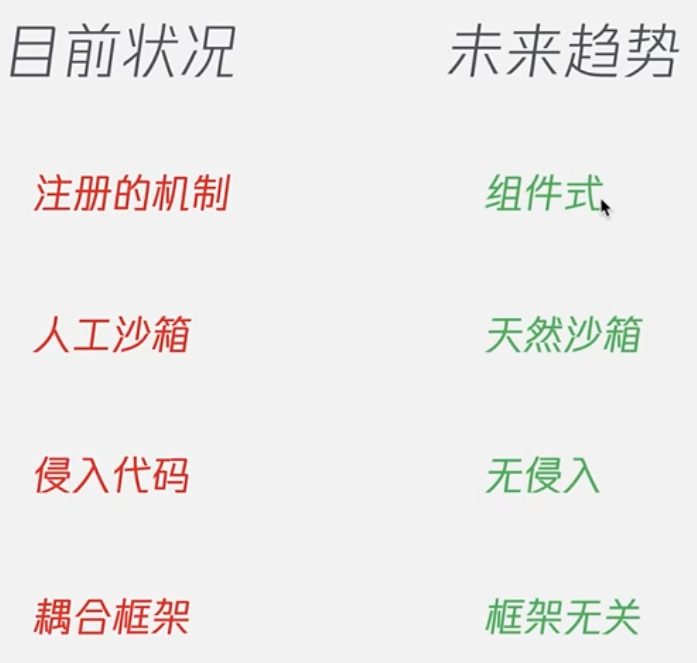 目前状况 未来趋势
注册的机制 组件式
人工沙箱 天然沙箱
侵入代码 无侵入
耦合框架 框架无关